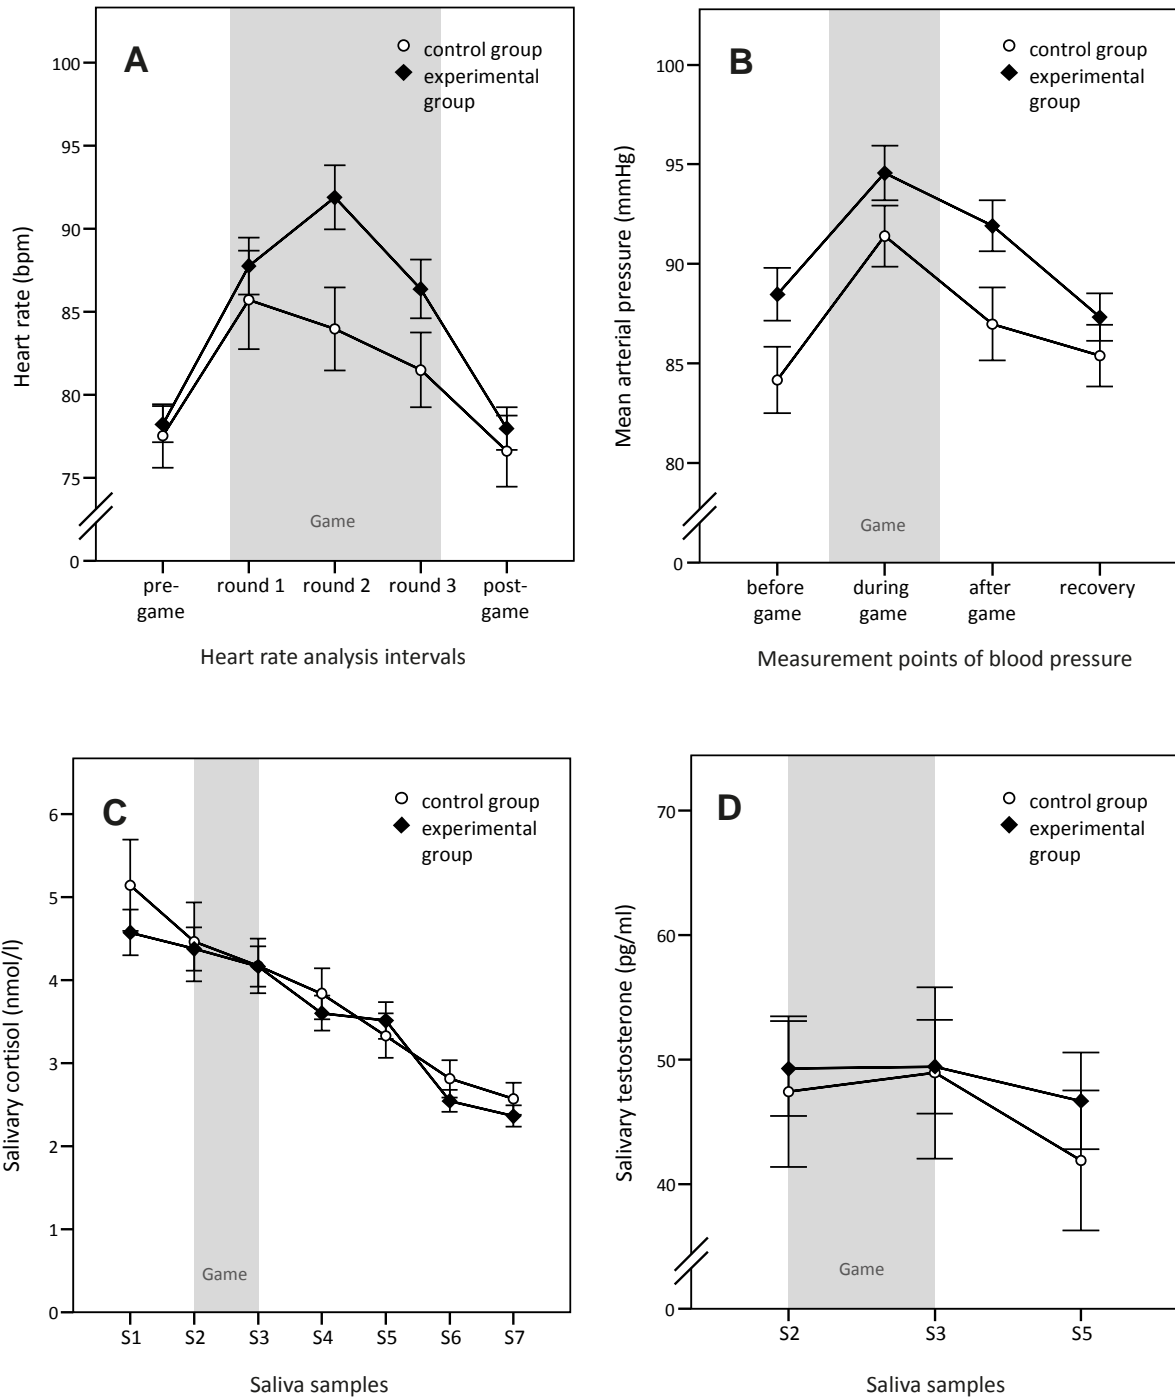 A
control group
experimental
group
100
95
90
85
80
75
0
Heart rate (bpm)
Game
pre-
game
round 1
round 2
round 3
post-
game
Heart rate analysis intervals
B
control group
experimental
group
100
95
90
85
80
0
Mean arterial pressure (mmHg)
Game
before
game
during
game
after
game
recovery
Measurement points of blood pressure
C
control group
experimental
group
6
5
4
3
2
1
0
Salivary cortisol (nmol/l)
Game
S1
S2
S3
S4
S5
S6
S7
Saliva samples
D
control group
experimental
group
70
60
50
40
0
Salivary testosterone (pg/ml)
Game
S2
S3
S5
Saliva samples